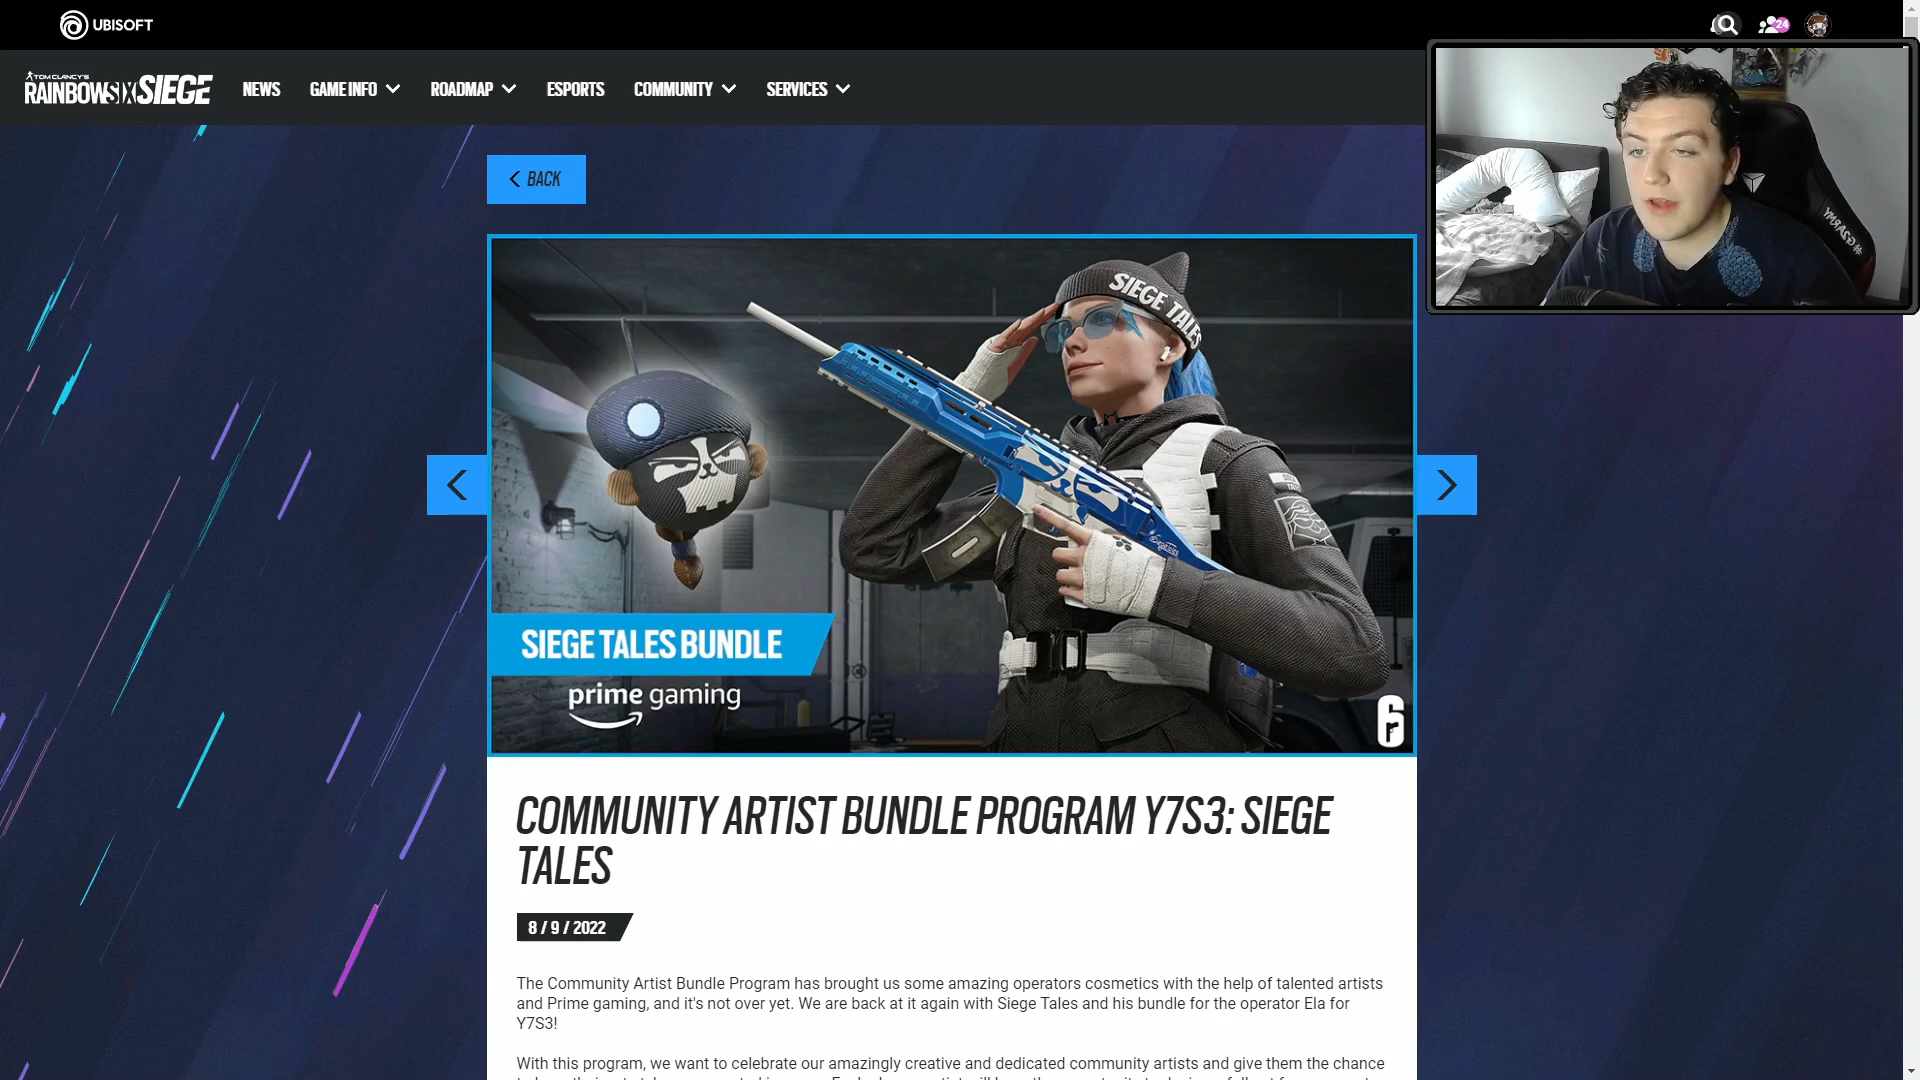 UBISOFT
24
TOM CLANCY'S
RAINBOWSIX SIEGE
NEWS
GAME INFO
ROADMAP
ESPORTS
COMMUNITY
SERVICES
BACK
#GSARMY
SIEGE TALES
SIEGE TALES BUNDLE
prime gaming
6
COMMUNITY ARTIST BUNDLE PROGRAM Y7S3: SIEGE
TALES
8 / 9 / 2022
The Community Artist Bundle Program has brought us some amazing operators cosmetics with the help of talented artists
and Prime gaming, and it's not over yet. We are back at it again with Siege Tales and his bundle for the operator Ela for
Y7S3!
With this program, we want to celebrate our amazingly creative and dedicated community artists and give them the chance